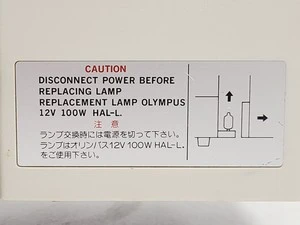 CAUTION
DISCONNECT POWER BEFORE
REPLACING LAMP
REPLACEMENT LAMP OLYMPUS
12V 100W HAL-L.
注 意
ランプ交換時には電源を切って下さい。
ランプはオリンパス12V 100W HAL-L.
をご使用下さい。